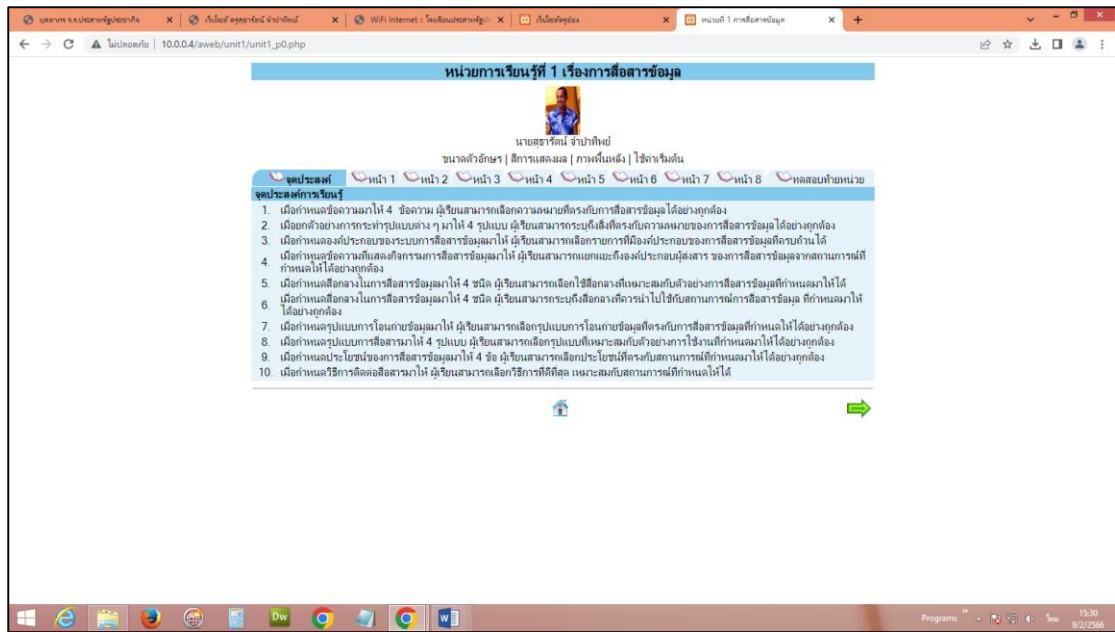 บุคลากร ร.ร.ประชาพรัฐประชากิจ
เว็บไซต์ ครูสุธารัตน์ จำปาทิพย์
WiFi Internet : โรงเรียนประชาพรัฐป
เว็บไซต์ครูต๋อง
หน่วยที่ 1 การสื่อสารข้อมูล
ไม่ปลอดภัย | 10.0.0.4/aweb/unit1/unit1_p0.php
หน่วยการเรียนรู้ที่ 1 เรื่องการสื่อสารข้อมูล
นายสุธารัตน์ จำปาทิพย์
ขนาดตัวอักษร | สีการแสดงผล | ภาพพื้นหลัง | ใช้ค่าเริ่มต้น
จุดประสงค์ หน้า 1 หน้า 2 หน้า 3 หน้า 4 หน้า 5 หน้า 6 หน้า 7 หน้า 8 ทดสอบท้ายหน่วย
จุดประสงค์การเรียนรู้
1. เมื่อกำหนดข้อความมาให้ 4 ข้อความ ผู้เรียนสามารถเลือกความหมายที่ตรงกับการสื่อสารข้อมูลได้อย่างถูกต้อง
2. เมื่อยกตัวอย่างการกระทำรูปแบบต่าง ๆ มาให้ 4 รูปแบบ ผู้เรียนสามารถระบุถึงสิ่งที่ตรงกับความหมายของการสื่อสารข้อมูลได้อย่างถูกต้อง
3. เมื่อกำหนดองค์ประกอบของระบบการสื่อสารข้อมูลมาให้ ผู้เรียนสามารถเลือกรายการที่มีองค์ประกอบของการสื่อสารข้อมูลที่ครบถ้วนได้
4. เมื่อกำหนดข้อความที่แสดงกิจกรรมการสื่อสารข้อมูลมาให้ ผู้เรียนสามารถแยกแยะถึงองค์ประกอบผู้ส่งสาร ของการสื่อสารข้อมูลจากสถานการณ์ที่
กำหนดให้ได้อย่างถูกต้อง
5. เมื่อกำหนดสื่อกลางในการสื่อสารข้อมูลมาให้ 4 ชนิด ผู้เรียนสามารถเลือกใช้สื่อกลางที่เหมาะสมกับตัวอย่างการสื่อสารข้อมูลที่กำหนดมาให้ได้
6. เมื่อกำหนดสื่อกลางในการสื่อสารข้อมูลมาให้ 4 ชนิด ผู้เรียนสามารถระบุถึงสื่อกลางที่ควรนำไปใช้กับสถานการณ์การสื่อสารข้อมูล ที่กำหนดมาให้
ได้อย่างถูกต้อง
7. เมื่อกำหนดรูปแบบการโอนถ่ายข้อมูลมาให้ ผู้เรียนสามารถเลือกรูปแบบการโอนถ่ายข้อมูลที่ตรงกับการสื่อสารข้อมูลที่กำหนดให้ได้อย่างถูกต้อง
8. เมื่อกำหนดรูปแบบการสื่อสารมาให้ 4 รูปแบบ ผู้เรียนสามารถเลือกรูปแบบที่เหมาะสมกับตัวอย่างการใช้งานที่กำหนดมาให้ได้อย่างถูกต้อง
9. เมื่อกำหนดประโยชน์ของการสื่อสารข้อมูลมาให้ 4 ข้อ ผู้เรียนสามารถเลือกประโยชน์ที่ตรงกับสถานการณ์ที่กำหนดมาให้ได้อย่างถูกต้อง
10. เมื่อกำหนดวิธีการติดต่อสื่อสารมาให้ ผู้เรียนสามารถเลือกวิธีการที่ดีที่สุด เหมาะสมกับสถานการณ์ที่กำหนดให้ได้
Dw
Programs
ไทย
15:30
9/2/2566